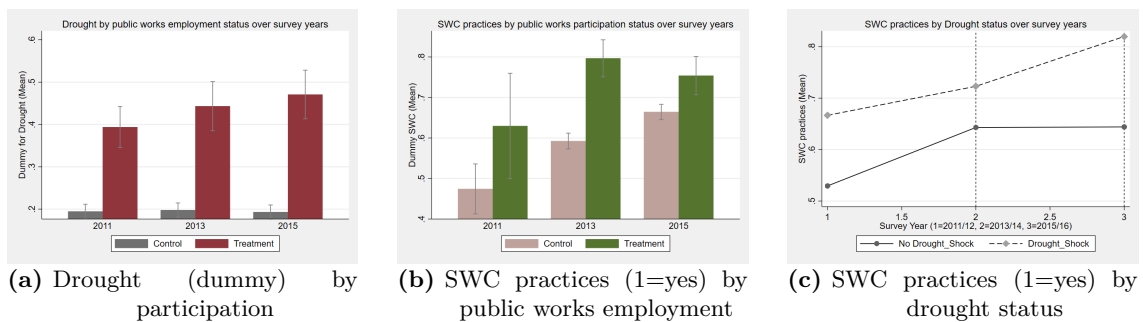 Drought by public works employment status over survey years
Dummy for Drought (Mean)
.6
.5
.4
.3
.2
2011 2013 2015
Control Treatment
(a) Drought (dummy) by
participation
SWC practices by public works participation status over survey years
Dummy SWC (Mean)
.8
.7
.6
.5
.4
2011 2013 2015
Control Treatment
(b) SWC practices (1=yes) by
public works employment
SWC practices by Drought status over survey years
SWC practices (Mean)
.8
.7
.6
.5
1 1.5 2 2.5 3
Survey Year (1=2011/12, 2=2013/14, 3=2015/16)
No Drought_Shock Drought_Shock
(c) SWC practices (1=yes) by
drought status